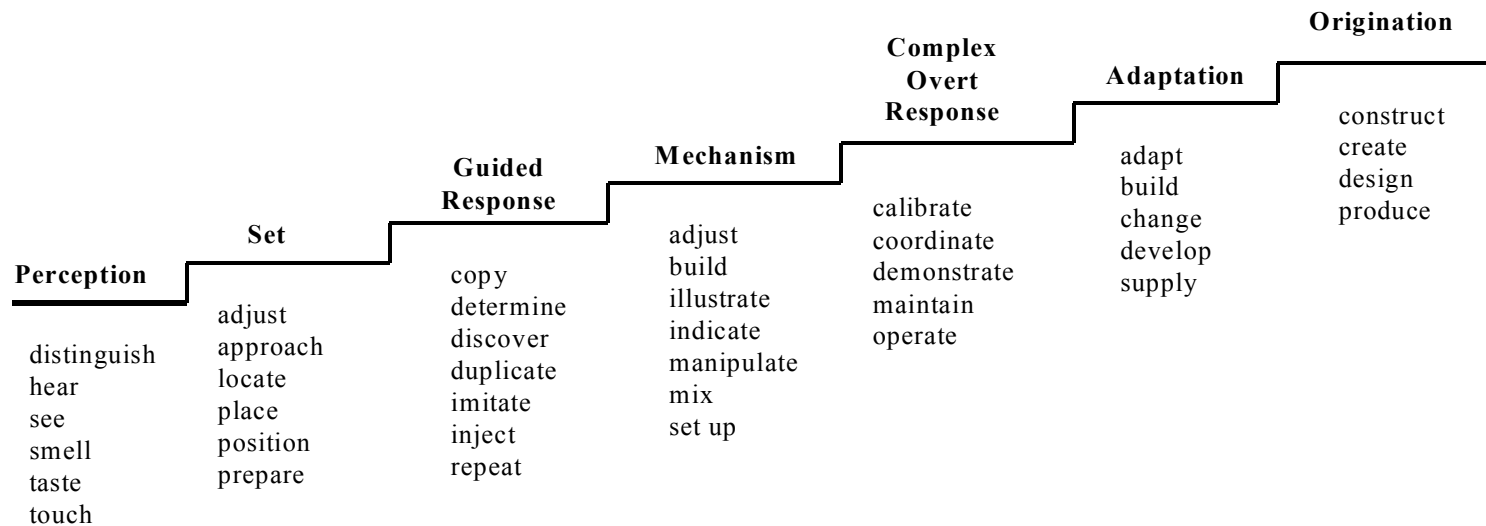 Perception
distinguish
hear
see
smell
taste
touch
Set
adjust
approach
locate
place
position
prepare
Guided
Response
copy
determine
discover
duplicate
imitate
inject
repeat
Mechanism
adjust
build
illustrate
indicate
manipulate
mix
set up
Complex
Overt
Response
calibrate
coordinate
demonstrate
maintain
operate
Adaptation
adapt
build
change
develop
supply
Origination
construct
create
design
produce